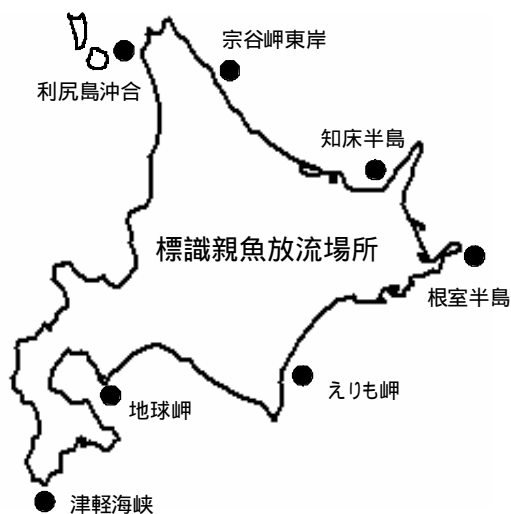 宗谷岬東岸
利尻島沖合
知床半島
標識親魚放流場所
根室半島
えりも岬
地球岬
津軽海峡